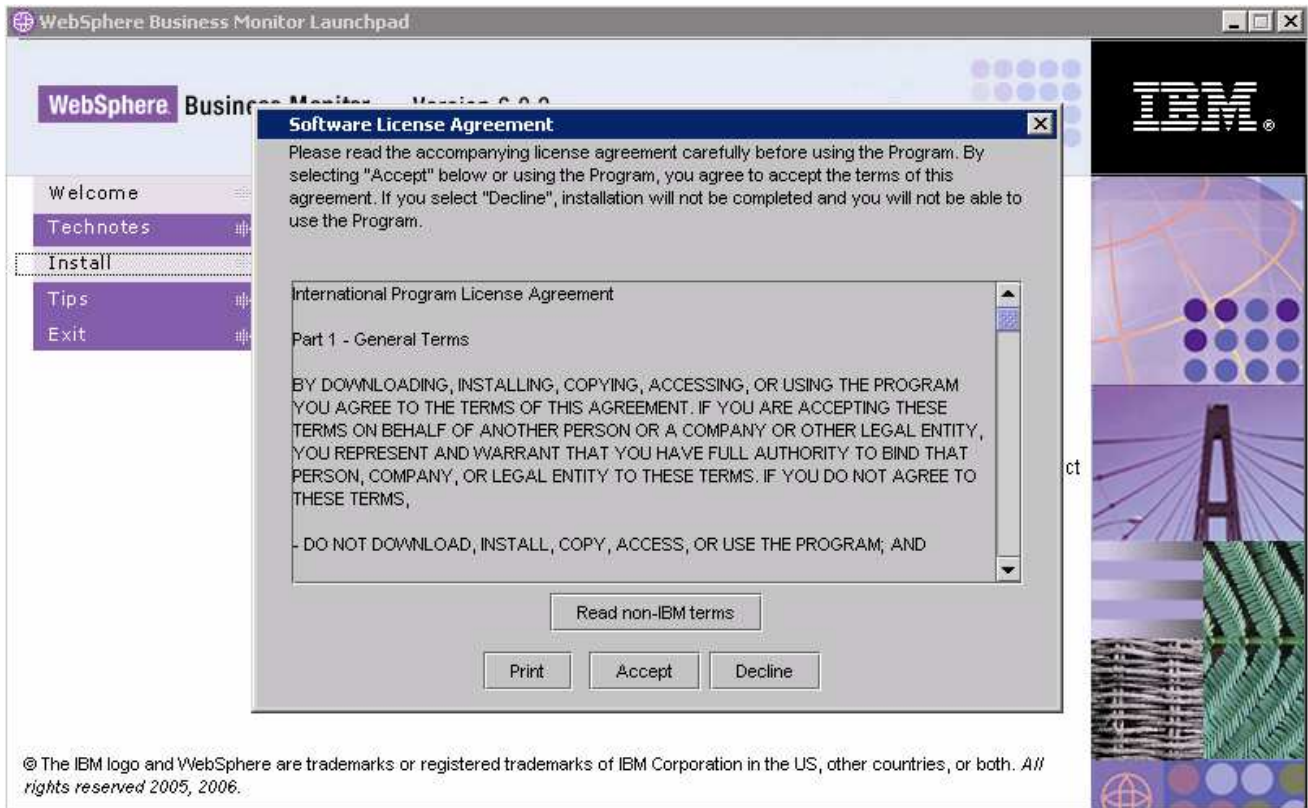 WebSphere Business Monitor Launchpad
WebSphere Business Monitor Version 6.0.2
IBM®
Software License Agreement
Please read the accompanying license agreement carefully before using the Program. By
selecting "Accept" below or using the Program, you agree to accept the terms of this
agreement. If you select "Decline", installation will not be completed and you will not be able to
use the Program.
Welcome
Technotes
Install
Tips
Exit
International Program License Agreement
Part 1 - General Terms
BY DOWNLOADING, INSTALLING, COPYING, ACCESSING, OR USING THE PROGRAM
YOU AGREE TO THE TERMS OF THIS AGREEMENT. IF YOU ARE ACCEPTING THESE
TERMS ON BEHALF OF ANOTHER PERSON OR A COMPANY OR OTHER LEGAL ENTITY,
YOU REPRESENT AND WARRANT THAT YOU HAVE FULL AUTHORITY TO BIND THAT
PERSON, COMPANY, OR LEGAL ENTITY TO THESE TERMS. IF YOU DO NOT AGREE TO
THESE TERMS,
- DO NOT DOWNLOAD, INSTALL, COPY, ACCESS, OR USE THE PROGRAM; AND
ct
Read non-IBM terms
Print Accept Decline
© The IBM logo and WebSphere are trademarks or registered trademarks of IBM Corporation in the US, other countries, or both. All
rights reserved 2005, 2006.